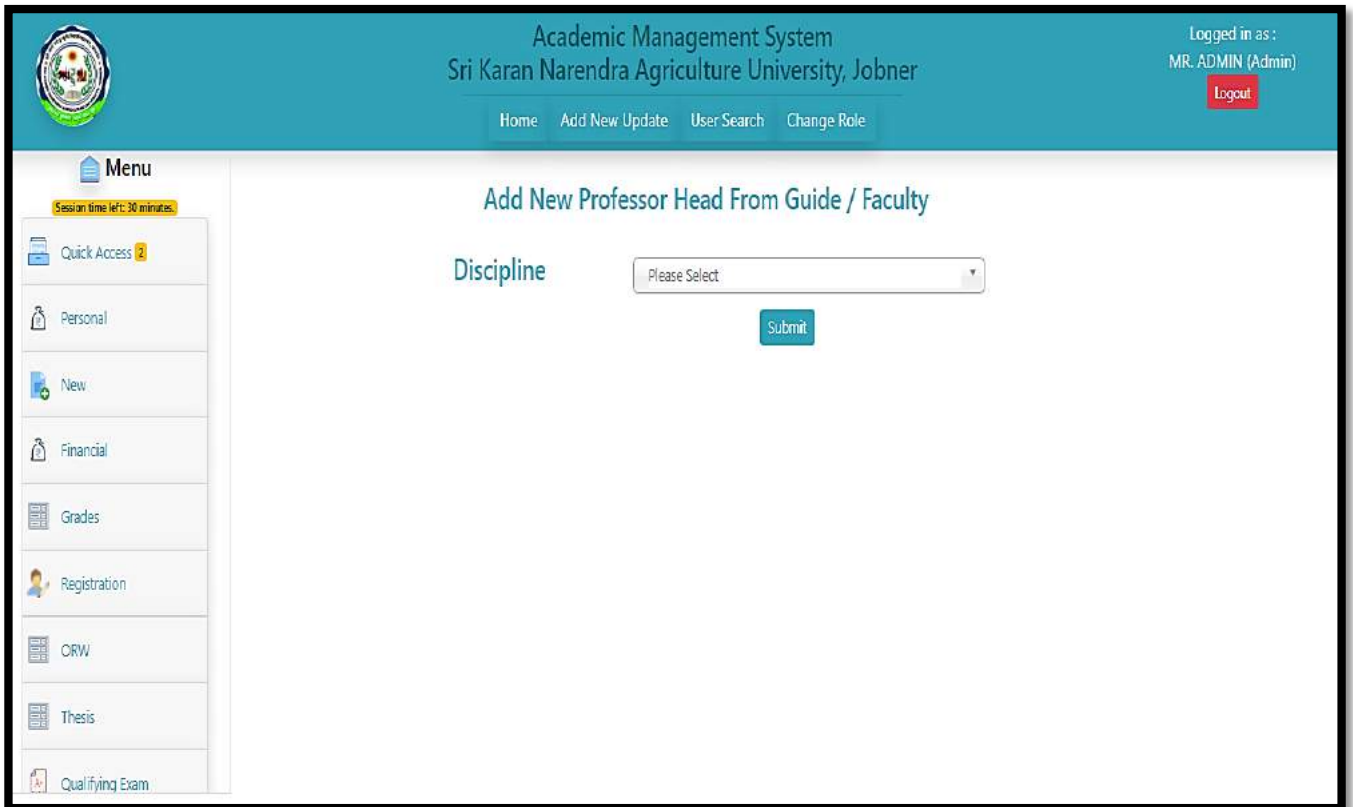 Academic Management System
Sri Karan Narendra Agriculture University, Jobner
Logged in as :
MR. ADMIN (Admin)
Logout
Home Add New Update User Search Change Role
Menu
Session time left: 30 minutes.
Quick Access 2
Personal
New
Financial
Grades
Registration
ORW
Thesis
Qualifying Exam
Add New Professor Head From Guide / Faculty
Discipline Please Select
Submit